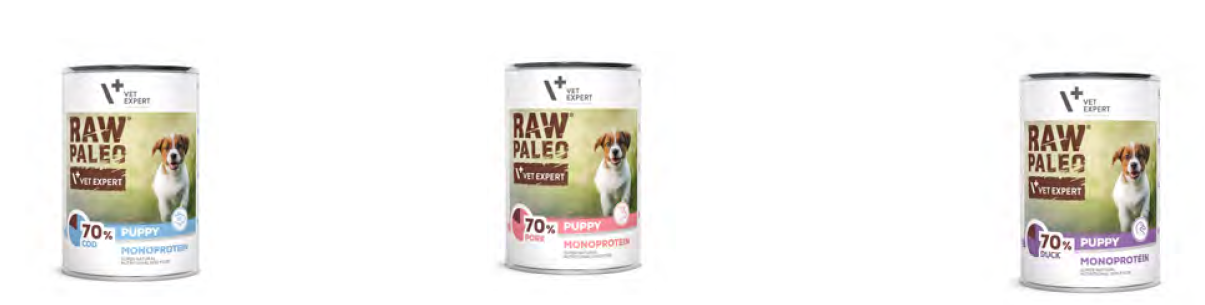 VET
EXPERT
RAW
PALEO
VET EXPERT
70%
COD
PUPPY
MONOPROTEIN
VET
EXPERT
RAW
PALEO
VET EXPERT
70%
PORK
PUPPY
MONOPROTEIN
VET
EXPERT
RAW
PALEO
VET EXPERT
70%
DUCK
PUPPY
MONOPROTEIN